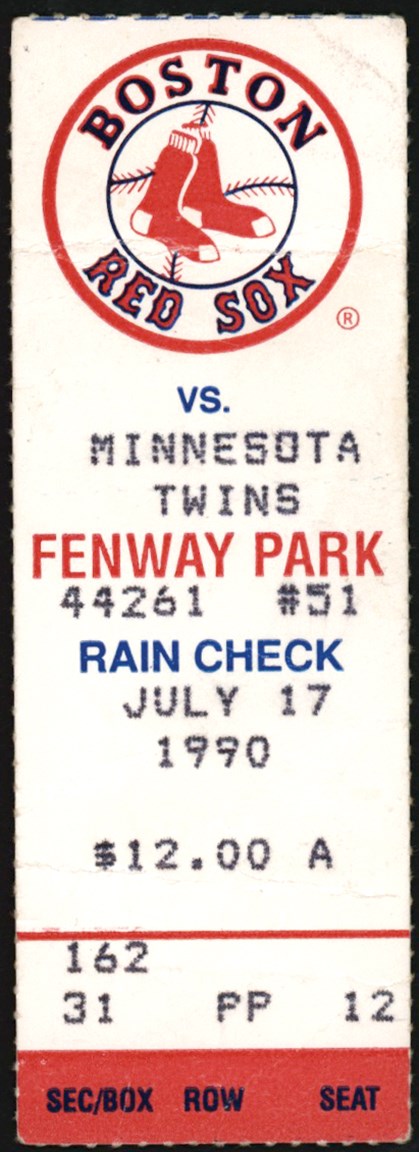 BOSTON
RED SOX
®
VS.
MINNESOTA
TWINS
FENWAY PARK
44261 #51
RAIN CHECK
JULY 17
1990
$12.00 A
162
31 PP 12
SEC/BOX ROW SEAT